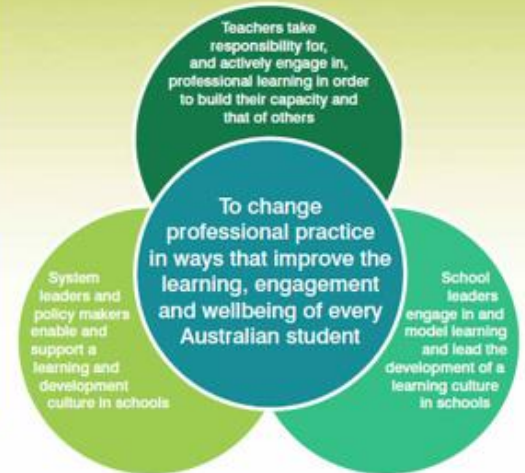 Teachers take
responsibility for,
and actively engage in,
professional learning in order
to build their capacity and
that of others
To change
professional practice
in ways that improve the
learning, engagement
and wellbeing of every
Australian student
System
leaders and
policy makers
enable and
support a
learning and
development
culture in schools
School
leaders
engage in and
model learning
and lead the
development of a
learning culture
in schools